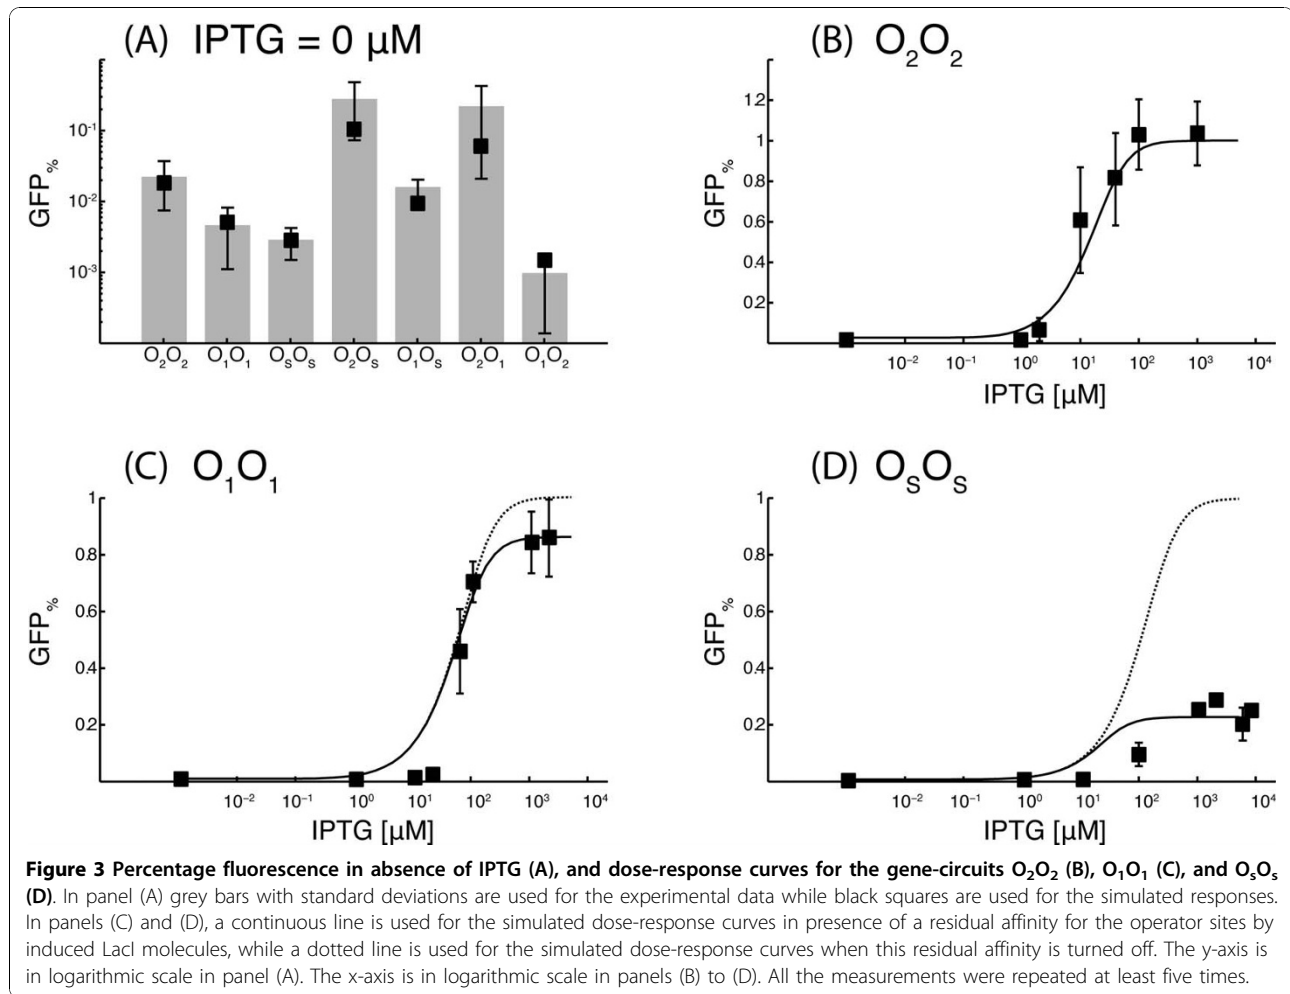 (A) IPTG = 0 µM
GFP%
10⁻¹
10⁻²
10⁻³
O₂O₂ O₁O₁ OₛOₛ O₂Oₛ O₁Oₛ O₂O₁ O₁O₂
(B) O₂O₂
GFP%
1.2
1
0.8
0.6
0.4
0.2
10⁻² 10⁻¹ 10⁰ 10¹ 10² 10³ 10⁴
IPTG [µM]
(C) O₁O₁
GFP%
1
0.8
0.6
0.4
0.2
10⁻² 10⁻¹ 10⁰ 10¹ 10² 10³ 10⁴
IPTG [µM]
(D) OₛOₛ
GFP%
1
0.8
0.6
0.4
0.2
10⁻² 10⁻¹ 10⁰ 10¹ 10² 10³ 10⁴
IPTG [µM]
Figure 3 Percentage fluorescence in absence of IPTG (A), and dose-response curves for the gene-circuits O₂O₂ (B), O₁O₁ (C), and OₛOₛ
(D). In panel (A) grey bars with standard deviations are used for the experimental data while black squares are used for the simulated responses.
In panels (C) and (D), a continuous line is used for the simulated dose-response curves in presence of a residual affinity for the operator sites by
induced LacI molecules, while a dotted line is used for the simulated dose-response curves when this residual affinity is turned off. The y-axis is
in logarithmic scale in panel (A). The x-axis is in logarithmic scale in panels (B) to (D). All the measurements were repeated at least five times.